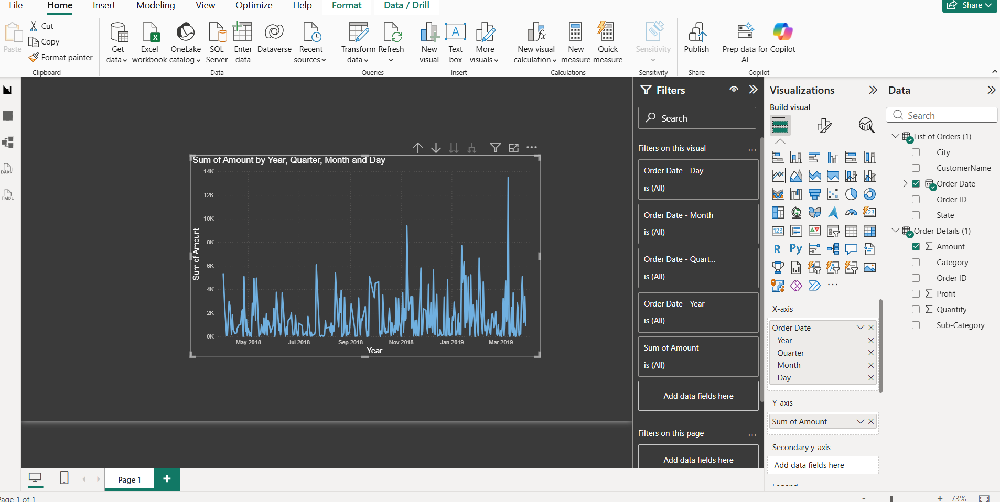 File Home Insert Modeling View Optimize Help Format Data / Drill Share
Paste
Cut
Copy
Format painter
Clipboard
Get data
Excel workbook
OneLake catalog
SQL Server
Enter data
Dataverse
Recent sources
Data
Transform data
Refresh
Queries
New visual
Text box
More visuals
Insert
New visual calculation
New measure
Quick measure
Calculations
Sensitivity
Sensitivity
Publish
Share
Prep data for AI
Copilot
Copilot
DAX
TMDL
Sum of Amount by Year, Quarter, Month and Day
Sum of Amount
14K
12K
10K
8K
6K
4K
2K
0K
May 2018 Jul 2018 Sep 2018 Nov 2018 Jan 2019 Mar 2019
Year
Filters
Search
Filters on this visual
Order Date - Day
is (All)
Order Date - Month
is (All)
Order Date - Quart...
is (All)
Order Date - Year
is (All)
Sum of Amount
is (All)
Add data fields here
Filters on this page
Add data fields here
Visualizations
Build visual
123
123
R Py
X-axis
Order Date
Year
Quarter
Month
Day
Y-axis
Sum of Amount
Secondary y-axis
Add data fields here
Legend
Data
Search
List of Orders (1)
City
CustomerName
Order Date
Order ID
State
Order Details (1)
Amount
Category
Order ID
Profit
Quantity
Sub-Category
Page 1
Page 1 of 1
73%